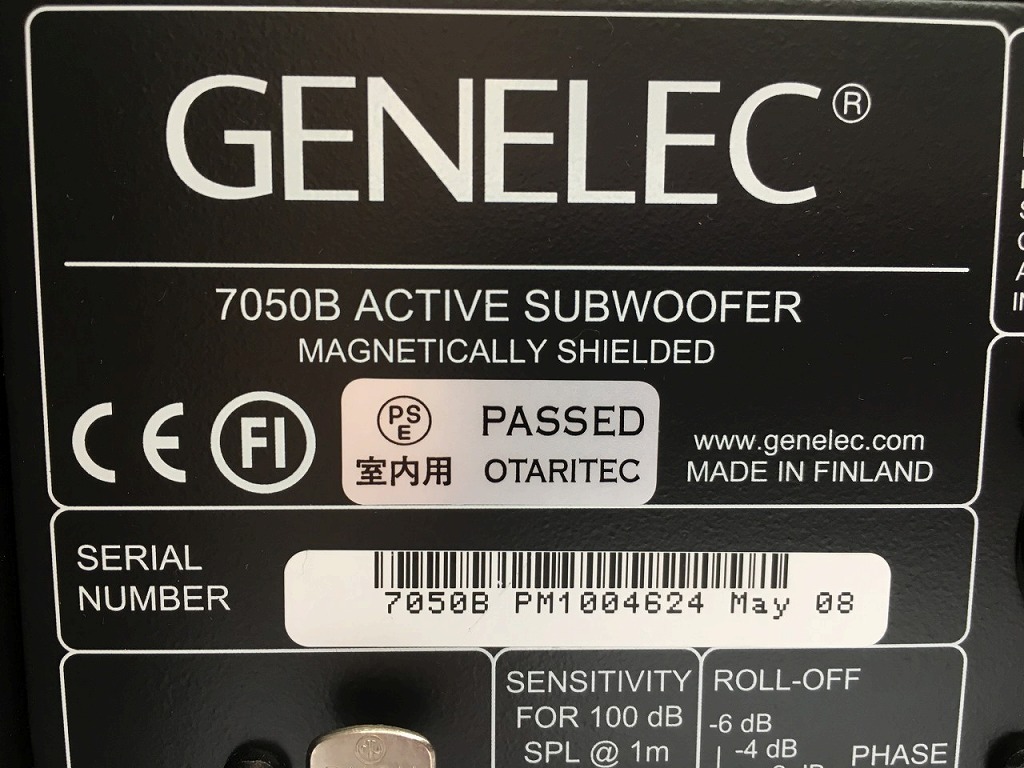 GENELEC®
7050B ACTIVE SUBWOOFER
MAGNETICALLY SHIELDED
CE FI
PSE PASSED
室内用 OTARITEC
www.genelec.com
MADE IN FINLAND
SERIAL
NUMBER
7050B PM1004624 May 08
SENSITIVITY
FOR 100 dB
SPL @ 1m
ROLL-OFF
-6 dB
-4 dB
PHASE